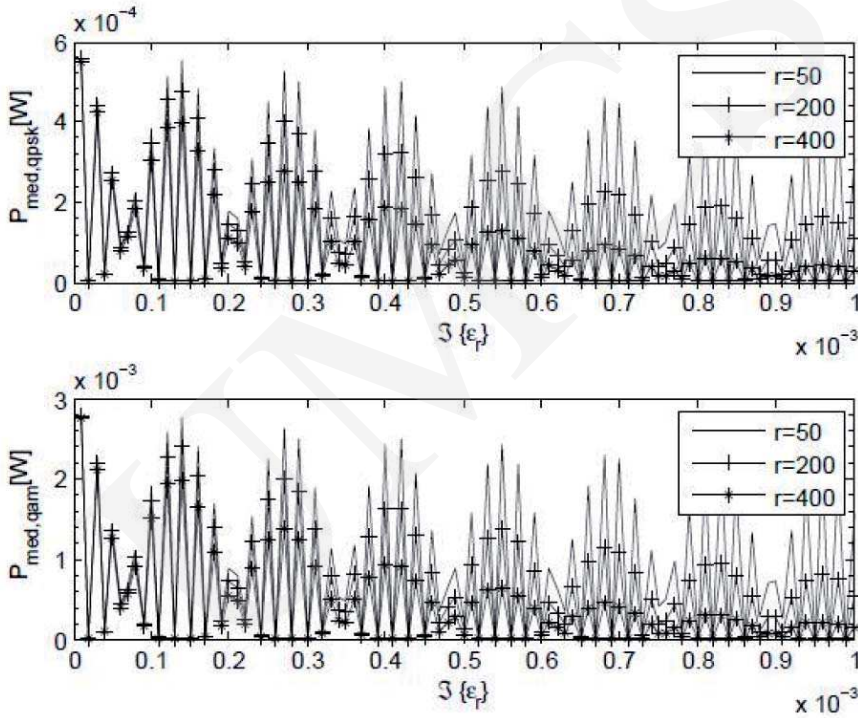 x 10⁻⁴
6
4
2
0
P_med,qpsk[W]
r=50
r=200
r=400
0 0.1 0.2 0.3 0.4 0.5 0.6 0.7 0.8 0.9 1
ℑ {ε_r}
x 10⁻³
x 10⁻³
3
2
1
0
P_med,qam[W]
r=50
r=200
r=400
0 0.1 0.2 0.3 0.4 0.5 0.6 0.7 0.8 0.9 1
ℑ {ε_r}
x 10⁻³
UMCS